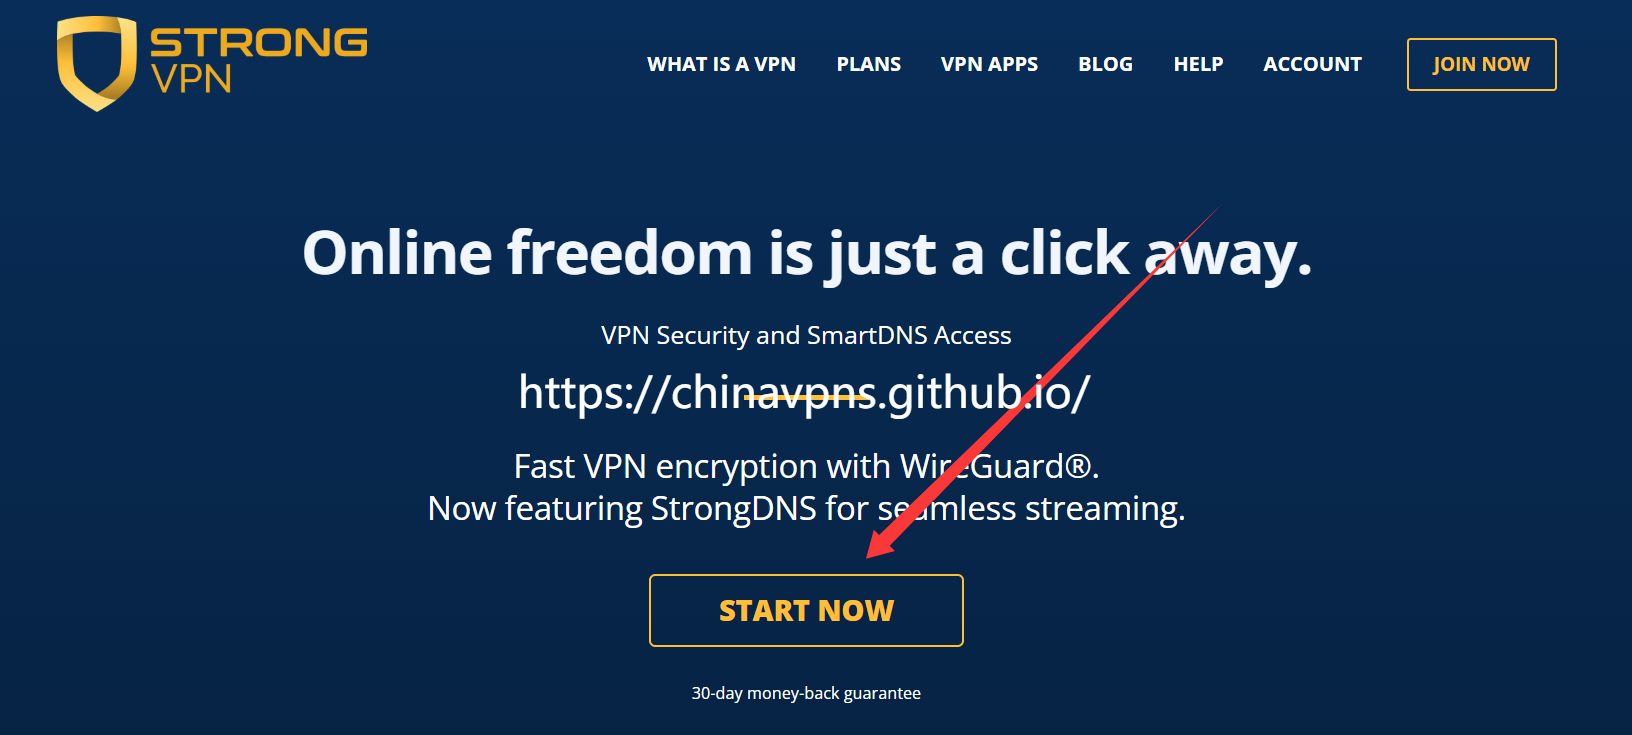 STRONG
VPN
WHAT IS A VPN PLANS VPN APPS BLOG HELP ACCOUNT JOIN NOW
Online freedom is just a click away.
VPN Security and SmartDNS Access
https://chinavpns.github.io/
Fast VPN encryption with WireGuard®.
Now featuring StrongDNS for seamless streaming.
START NOW
30-day money-back guarantee